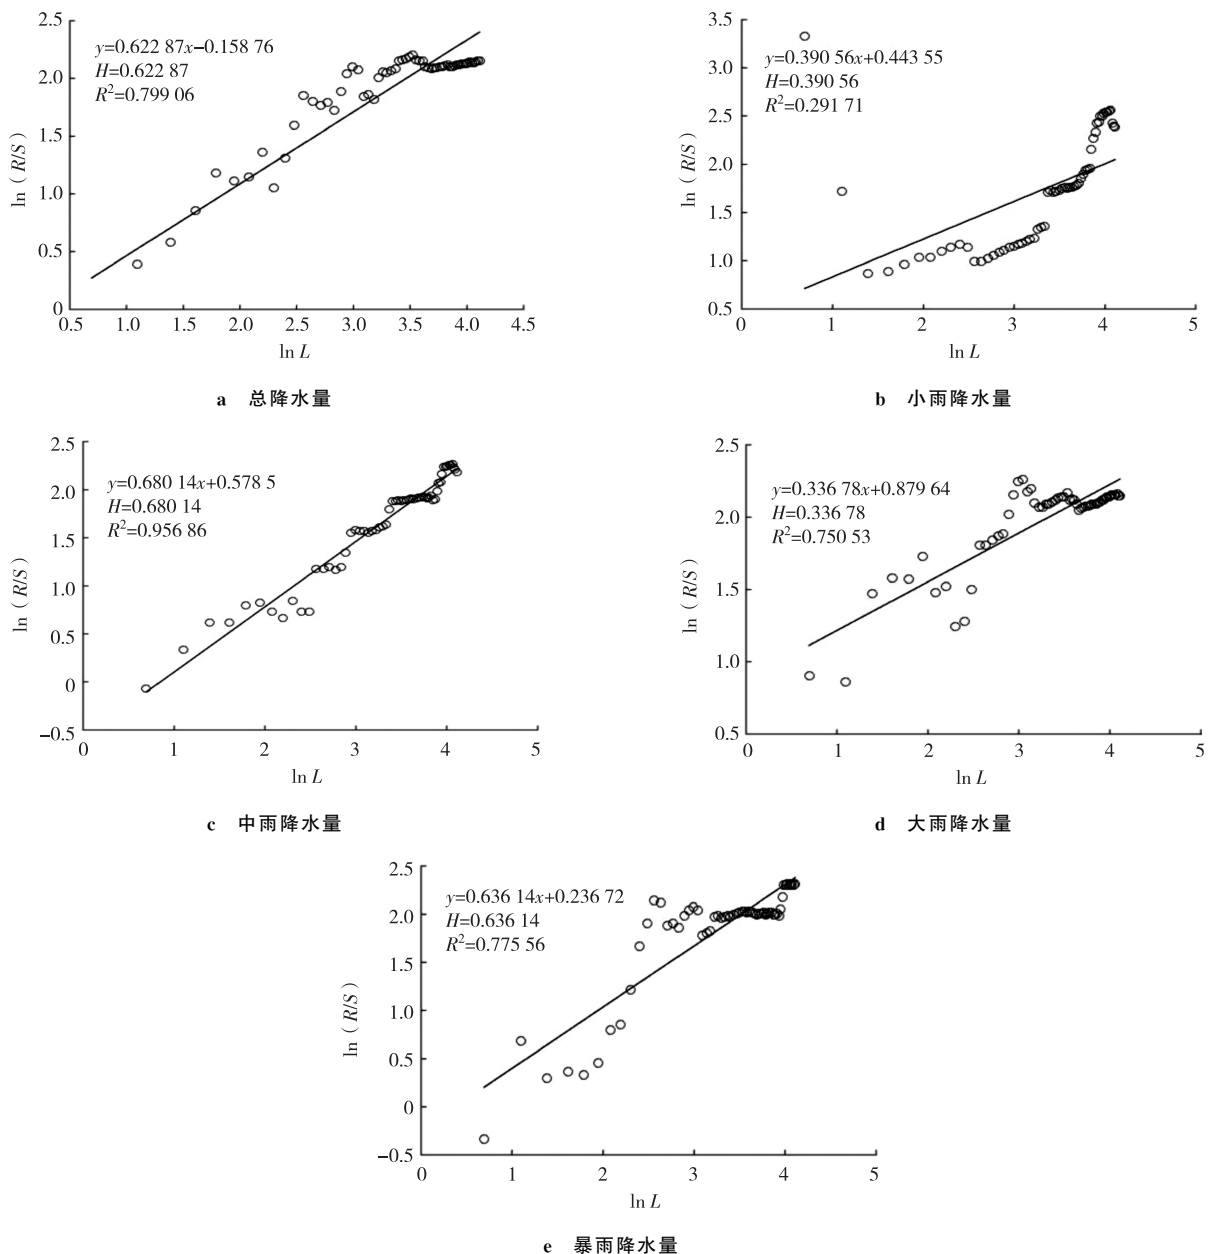 y=0.622 87x−0.158 76
H=0.622 87
R²=0.799 06
2.5
2.0
1.5
1.0
0.5
0
ln（R/S）
0.5 1.0 1.5 2.0 2.5 3.0 3.5 4.0 4.5
ln L
a 总降水量
y=0.390 56x+0.443 55
H=0.390 56
R²=0.291 71
3.5
3.0
2.5
2.0
1.5
1.0
0.5
ln（R/S）
0 1 2 3 4 5
ln L
b 小雨降水量
y=0.680 14x+0.578 5
H=0.680 14
R²=0.956 86
2.5
2.0
1.5
1.0
0.5
0
−0.5
ln（R/S）
0 1 2 3 4 5
ln L
c 中雨降水量
y=0.336 78x+0.879 64
H=0.336 78
R²=0.750 53
2.5
2.0
1.5
1.0
0.5
ln（R/S）
0 1 2 3 4 5
ln L
d 大雨降水量
y=0.636 14x+0.236 72
H=0.636 14
R²=0.775 56
2.5
2.0
1.5
1.0
0.5
0
−0.5
ln（R/S）
0 1 2 3 4 5
ln L
e 暴雨降水量